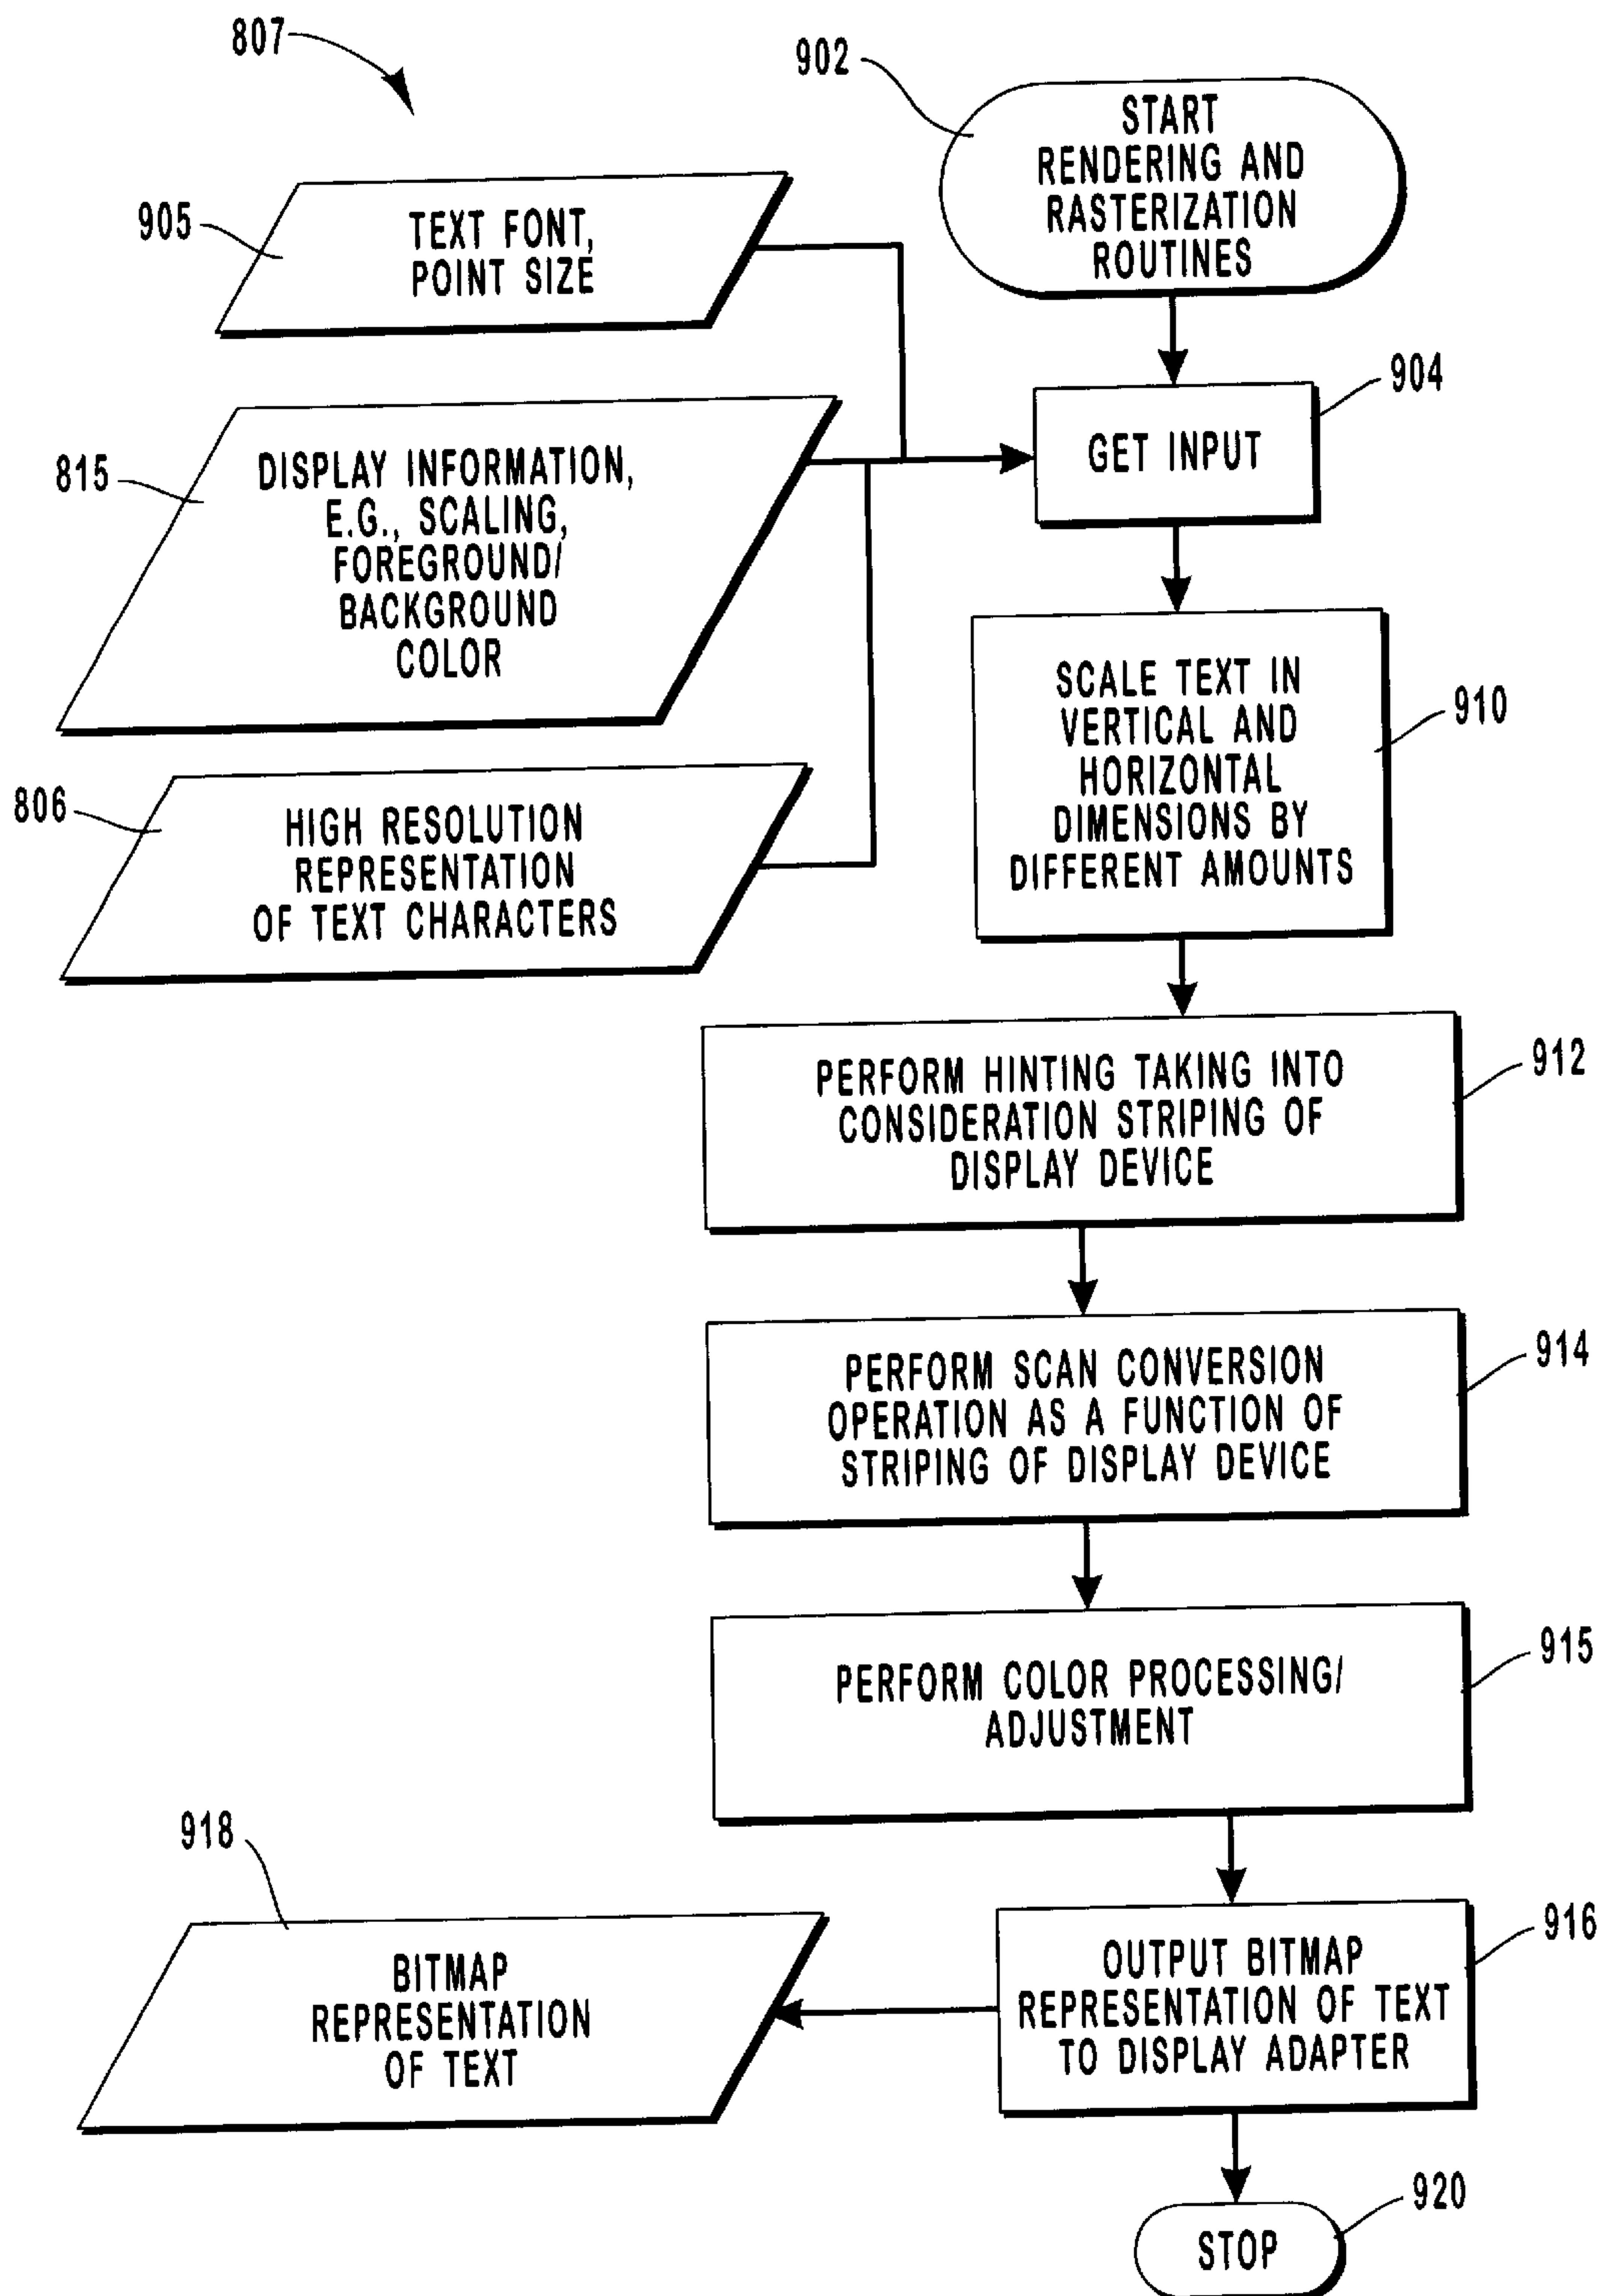 807
902
START
RENDERING AND
RASTERIZATION
ROUTINES
905
TEXT FONT,
POINT SIZE
904
GET INPUT
815
DISPLAY INFORMATION,
E.G., SCALING,
FOREGROUND/
BACKGROUND
COLOR
910
SCALE TEXT IN
VERTICAL AND
HORIZONTAL
DIMENSIONS BY
DIFFERENT AMOUNTS
806
HIGH RESOLUTION
REPRESENTATION
OF TEXT CHARACTERS
912
PERFORM HINTING TAKING INTO
CONSIDERATION STRIPING OF
DISPLAY DEVICE
914
PERFORM SCAN CONVERSION
OPERATION AS A FUNCTION OF
STRIPING OF DISPLAY DEVICE
915
PERFORM COLOR PROCESSING/
ADJUSTMENT
918
BITMAP
REPRESENTATION
OF TEXT
916
OUTPUT BITMAP
REPRESENTATION OF TEXT
TO DISPLAY ADAPTER
920
STOP